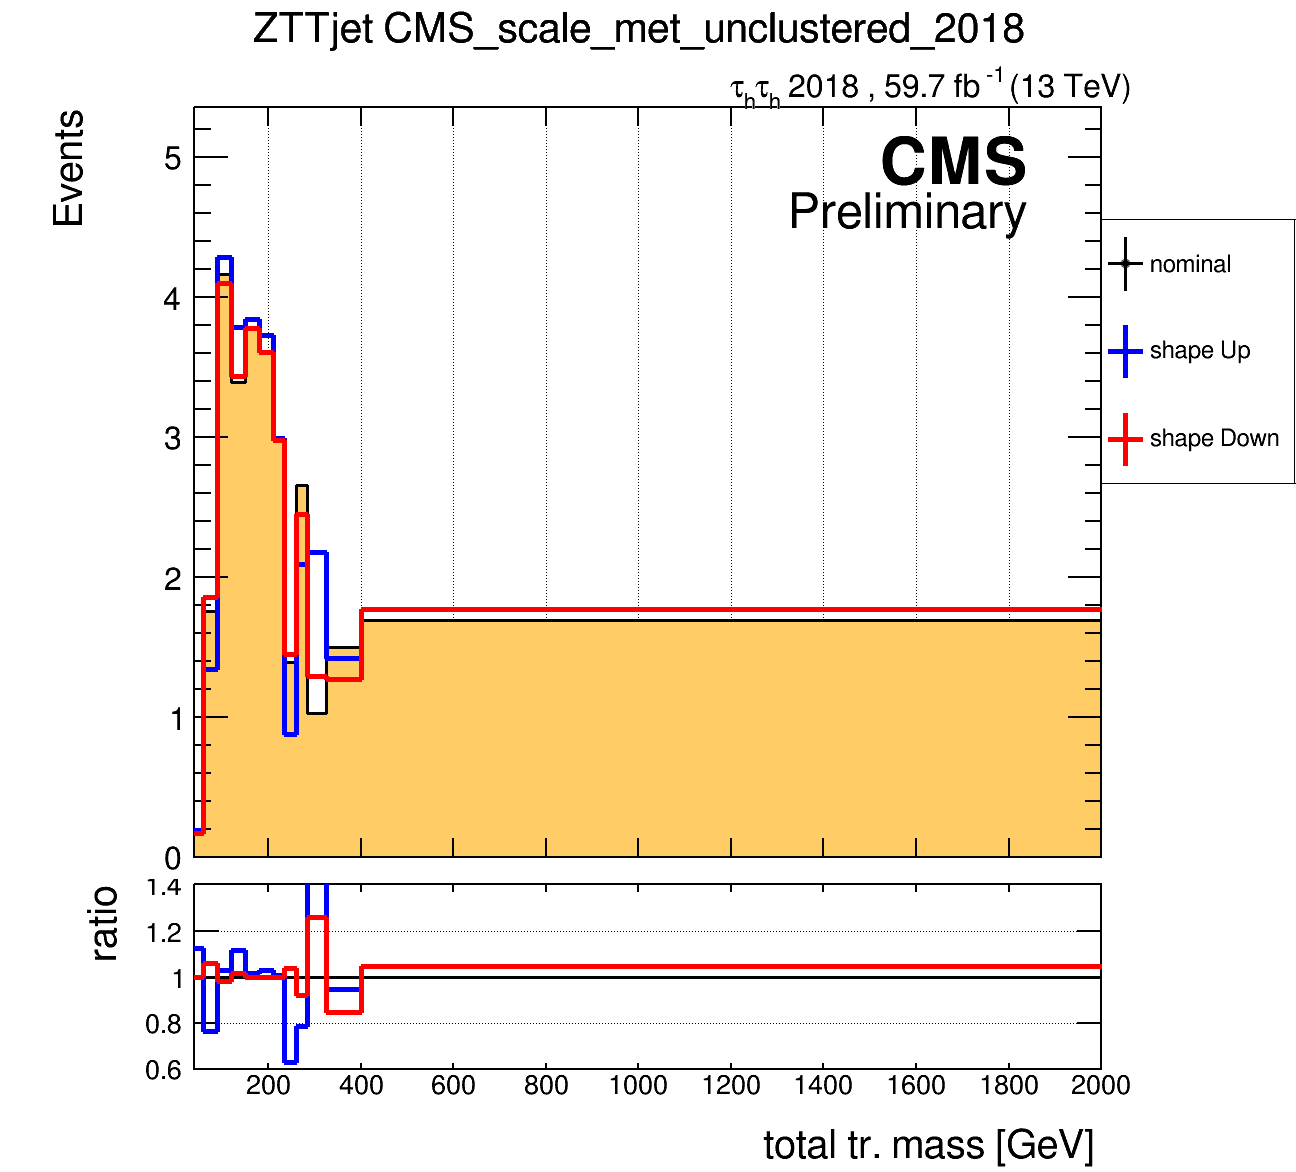 ZTTjet CMS_scale_met_unclustered_2018
τhτh 2018 , 59.7 fb-1 (13 TeV)
Events
CMS
Preliminary
5
4
3
2
1
0
nominal
shape Up
shape Down
ratio
1.4
1.2
1
0.8
0.6
200 400 600 800 1000 1200 1400 1600 1800 2000
total tr. mass [GeV]